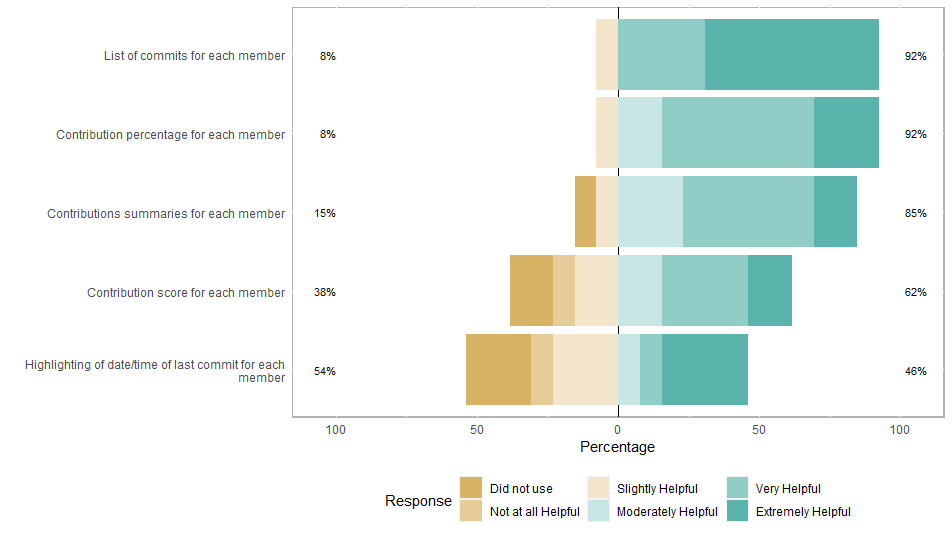 List of commits for each member 8% 92%
Contribution percentage for each member 8% 92%
Contributions summaries for each member 15% 85%
Contribution score for each member 38% 62%
Highlighting of date/time of last commit for each
member 54% 46%
100 50 0 50 100
Percentage
Response
Did not use Slightly Helpful Very Helpful
Not at all Helpful Moderately Helpful Extremely Helpful